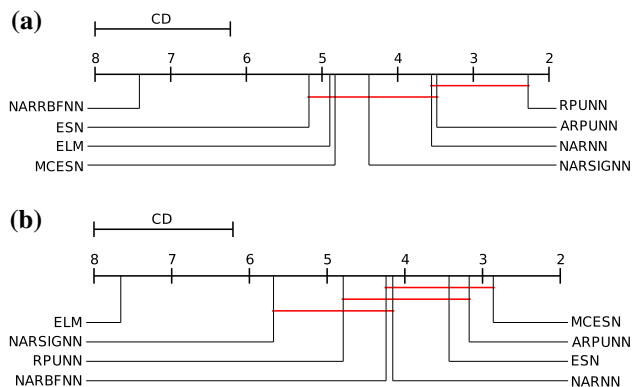 (a)
CD
8 7 6 5 4 3 2
NARRBFNN RPUNN
ESN ARPUNN
ELM NARNN
MCESN NARSIGNN
(b)
CD
8 7 6 5 4 3 2
ELM MCESN
NARSIGNN ARPUNN
RPUNN ESN
NARBFNN NARNN